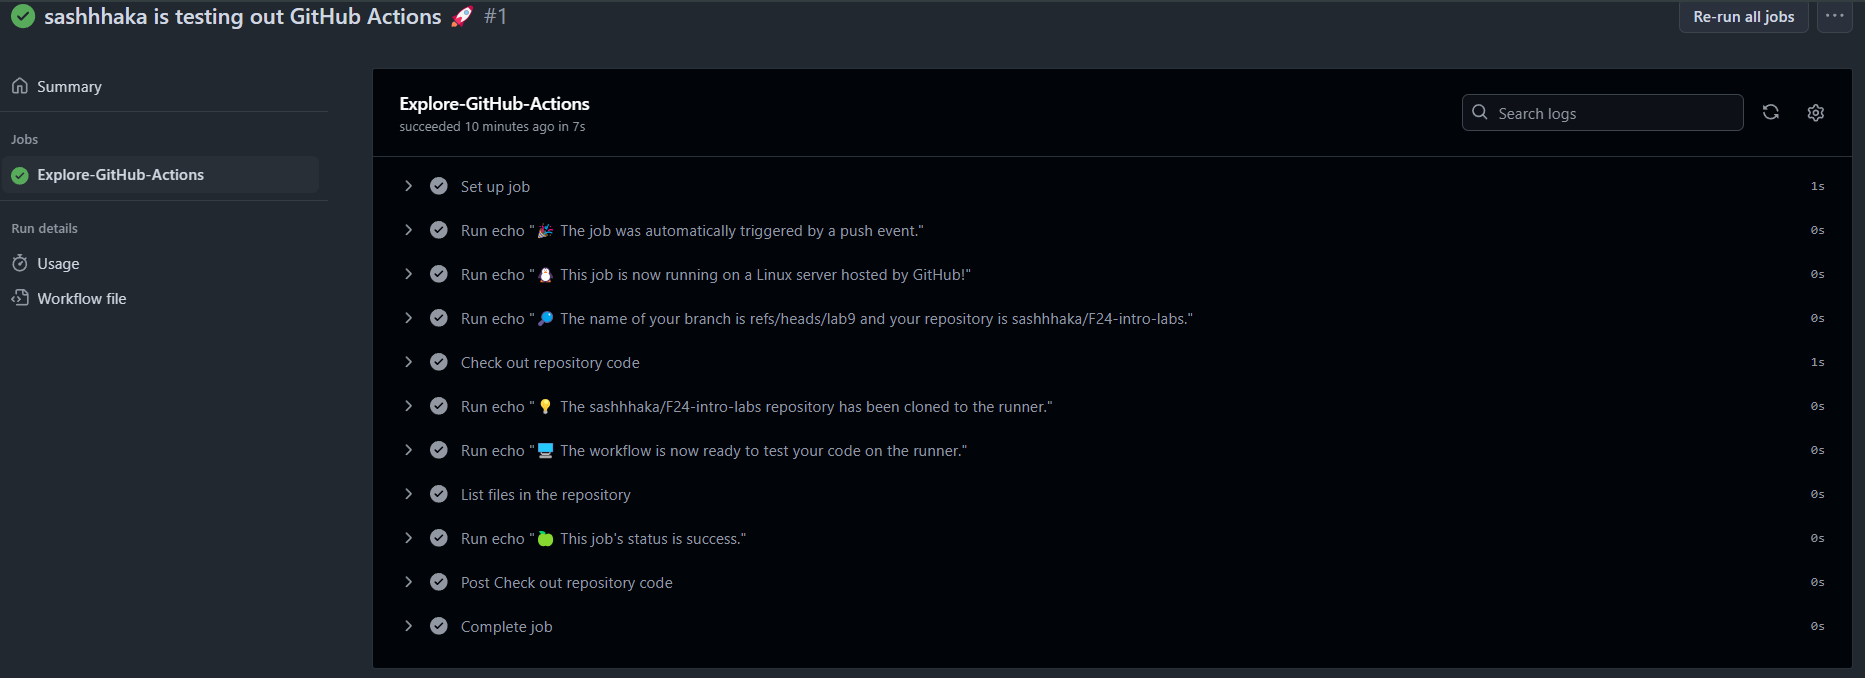 sashhhaka is testing out GitHub Actions 🚀 #1
Re-run all jobs
Summary
Jobs
Explore-GitHub-Actions
Run details
Usage
Workflow file
Explore-GitHub-Actions
succeeded 10 minutes ago in 7s
Search logs
Set up job 1s
Run echo "🎉 The job was automatically triggered by a push event." 0s
Run echo "🐧 This job is now running on a Linux server hosted by GitHub!" 0s
Run echo "🔎 The name of your branch is refs/heads/lab9 and your repository is sashhhaka/F24-intro-labs." 0s
Check out repository code 1s
Run echo "💡 The sashhhaka/F24-intro-labs repository has been cloned to the runner." 0s
Run echo "🖥️ The workflow is now ready to test your code on the runner." 0s
List files in the repository 0s
Run echo "🍏 This job's status is success." 0s
Post Check out repository code 0s
Complete job 0s